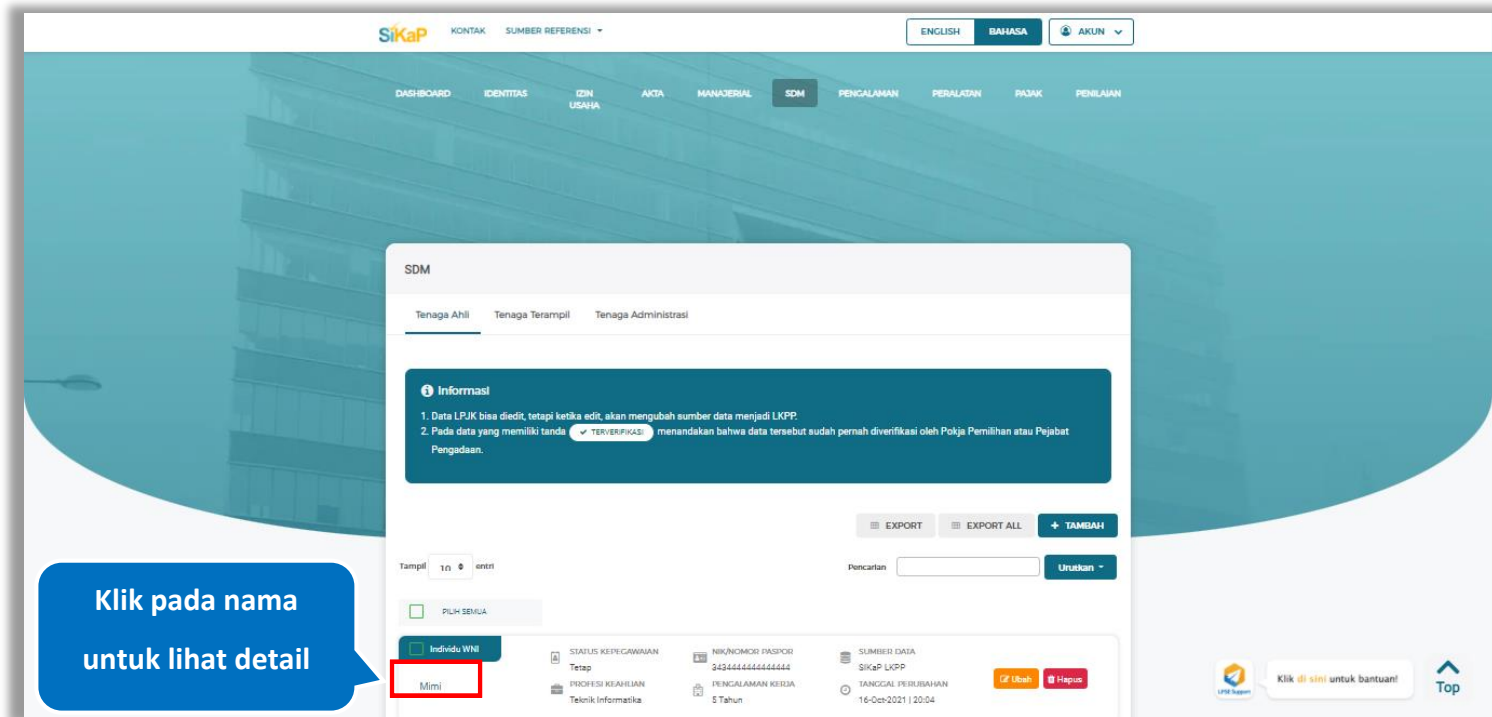 SiKaP KONTAK SUMBER REFERENSI ENGLISH BAHASA AKUN
DASHBOARD IDENTITAS IZIN USAHA AKTA MANAJERIAL SDM PENGALAMAN PERALATAN PAJAK PENILAIAN
SDM
Tenaga Ahli Tenaga Terampil Tenaga Administrasi
Informasi
1. Data LPJK bisa diedit, tetapi ketika edit, akan mengubah sumber data menjadi LKPP.
2. Pada data yang memiliki tanda TERVERIFIKASI menandakan bahwa data tersebut sudah pernah diverifikasi oleh Pokja Pemilihan atau Pejabat
Pengadaan.
EXPORT EXPORT ALL + TAMBAH
Tampil 10 entri Pencarian Urutkan
PILIH SEMUA
Klik pada nama
untuk lihat detail
Individu WNI
Mimi
STATUS KEPEGAWAIAN
Tetap
PROFESI KEAHLIAN
Teknik Informatika
NIK/NOMOR PASPOR
3434444444444444
PENGALAMAN KERJA
5 Tahun
SUMBER DATA
SIKaP LKPP
TANGGAL PERUBAHAN
16-Oct-2021 | 20:04
Ubah Hapus
LPSE Support
Klik di sini untuk bantuan!
Top